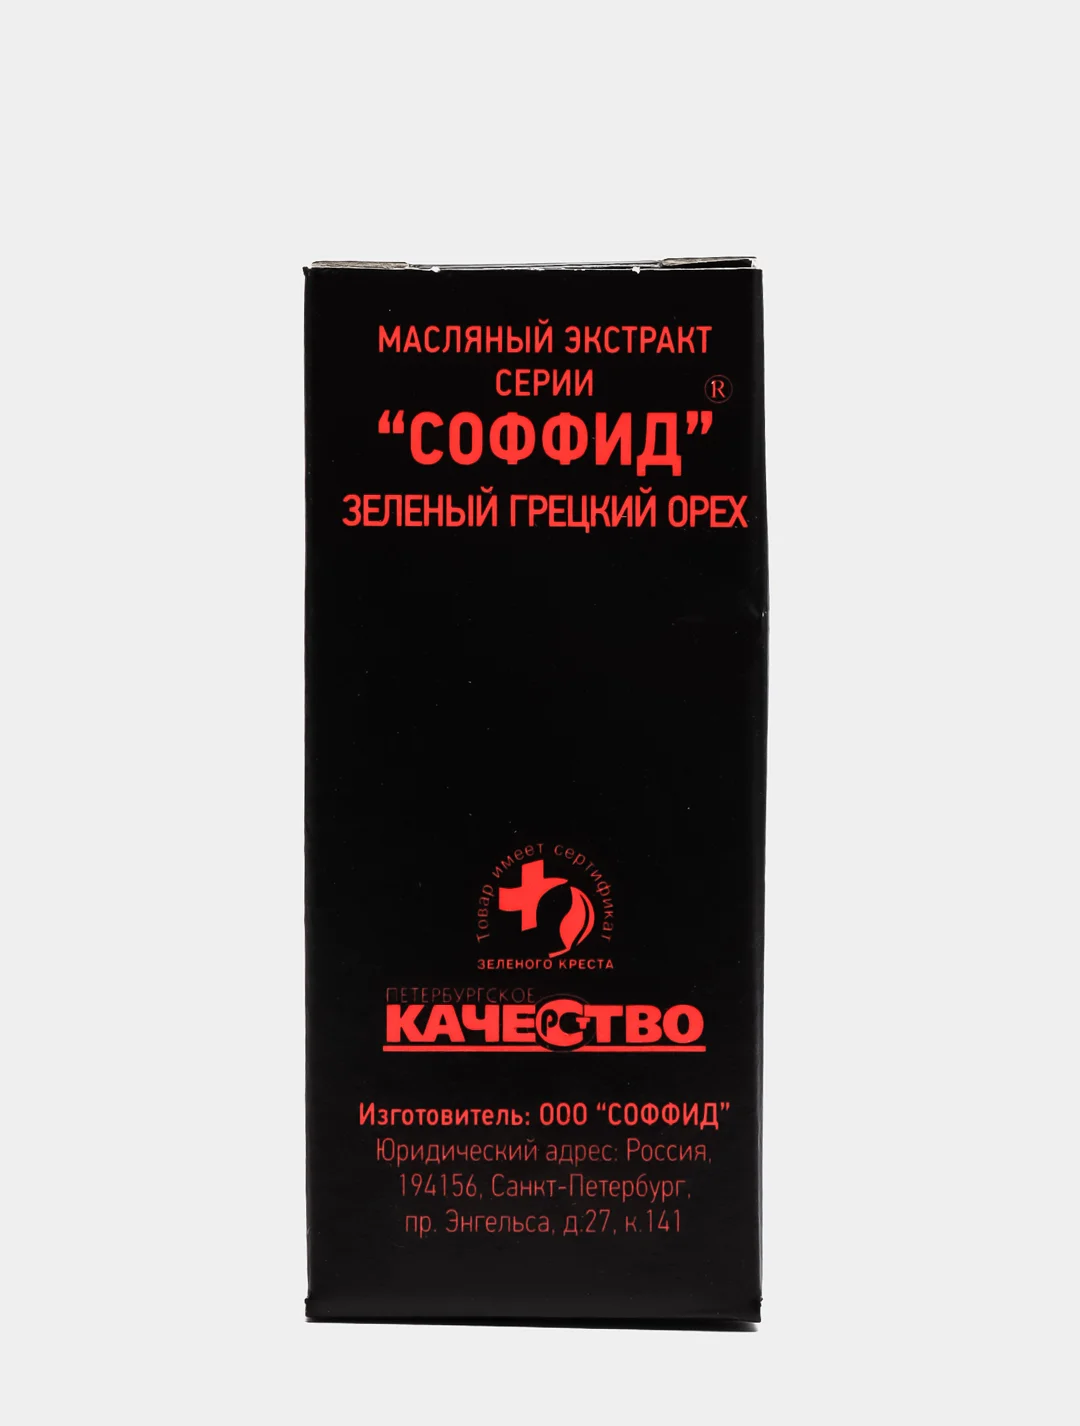 МАСЛЯНЫЙ ЭКСТРАКТ
СЕРИИ
“СОФФИД” ®
ЗЕЛЕНЫЙ ГРЕЦКИЙ ОРЕХ
Товар имеет сертификат
ЗЕЛЕНОГО КРЕСТА
ПЕТЕРБУРГСКОЕ
КАЧЕСТВО
Изготовитель: ООО “СОФФИД”
Юридический адрес: Россия,
194156, Санкт-Петербург,
пр. Энгельса, д.27, к.141